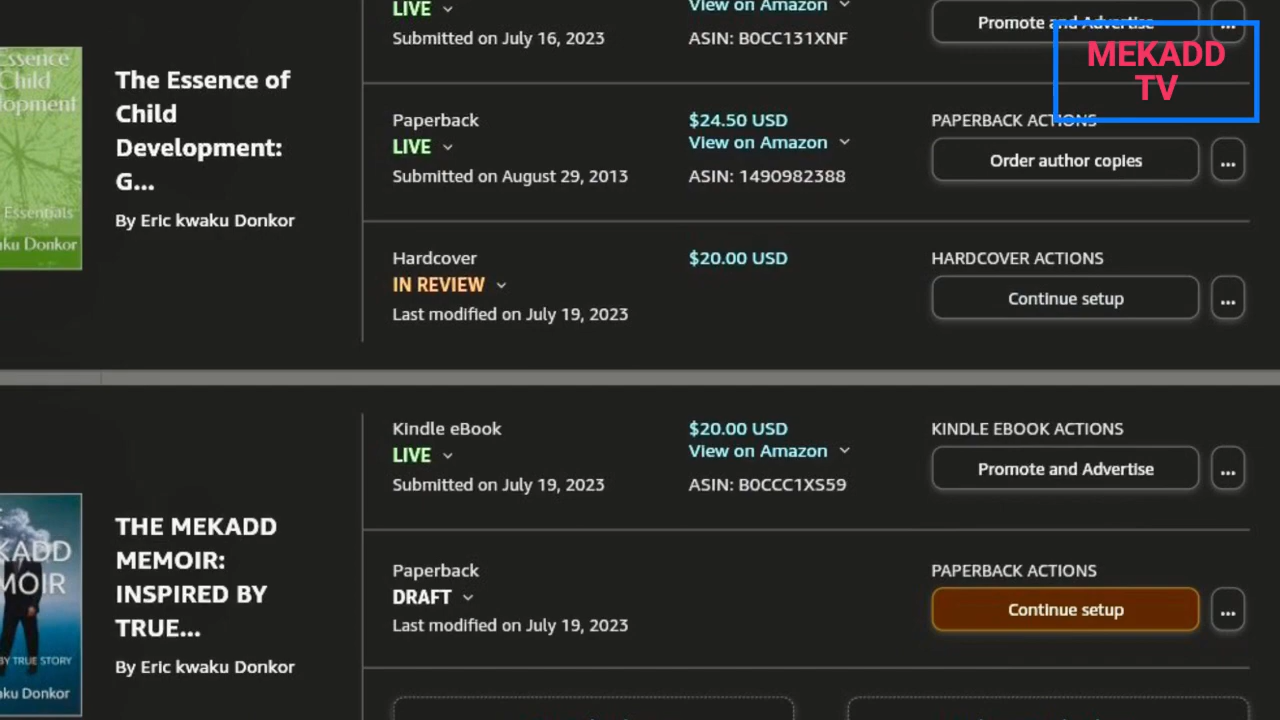 LIVE
View on Amazon
Promote and Advertise
...
Submitted on July 16, 2023
ASIN: B0CC131XNF
MEKADD
TV
Essence
Child
lopment
Essentials
aku Donkor
The Essence of
Child
Development:
G...
By Eric kwaku Donkor
Paperback
$24.50 USD
PAPERBACK ACTIONS
LIVE
View on Amazon
Order author copies
...
Submitted on August 29, 2013
ASIN: 1490982388
Hardcover
$20.00 USD
HARDCOVER ACTIONS
IN REVIEW
Continue setup
...
Last modified on July 19, 2023
Kindle eBook
$20.00 USD
KINDLE EBOOK ACTIONS
LIVE
View on Amazon
Promote and Advertise
...
Submitted on July 19, 2023
ASIN: B0CCC1XS59
KADD
MOIR
BY TRUE STORY
aku Donkor
THE MEKADD
MEMOIR:
INSPIRED BY
TRUE...
By Eric kwaku Donkor
Paperback
PAPERBACK ACTIONS
DRAFT
Continue setup
...
Last modified on July 19, 2023